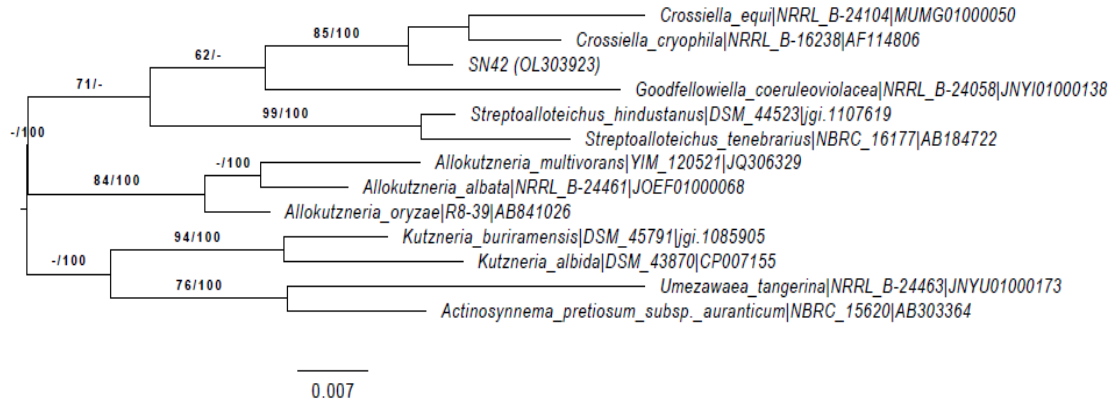 Crossiella_equi|NRRL_B-24104|MUMG01000050
85/100
Crossiella_cryophila|NRRL_B-16238|AF114806
62/-
SN42 (OL303923)
71/-
Goodfellowiella_coeruleoviolacea|NRRL_B-24058|JNYI01000138
99/100
Streptoalloteichus_hindustanus|DSM_44523|jgi.1107619
-/100
Streptoalloteichus_tenebrarius|NBRC_16177|AB184722
-/100
Allokutzneria_multivorans|YIM_120521|JQ306329
84/100
Allokutzneria_albata|NRRL_B-24461|JOEF01000068
Allokutzneria_oryzae|R8-39|AB841026
94/100
Kutzneria_buriramensis|DSM_45791|jgi.1085905
-/100
Kutzneria_albida|DSM_43870|CP007155
76/100
Umezawaea_tangerina|NRRL_B-24463|JNYU01000173
Actinosynnema_pretiosum_subsp._auranticum|NBRC_15620|AB303364
0.007